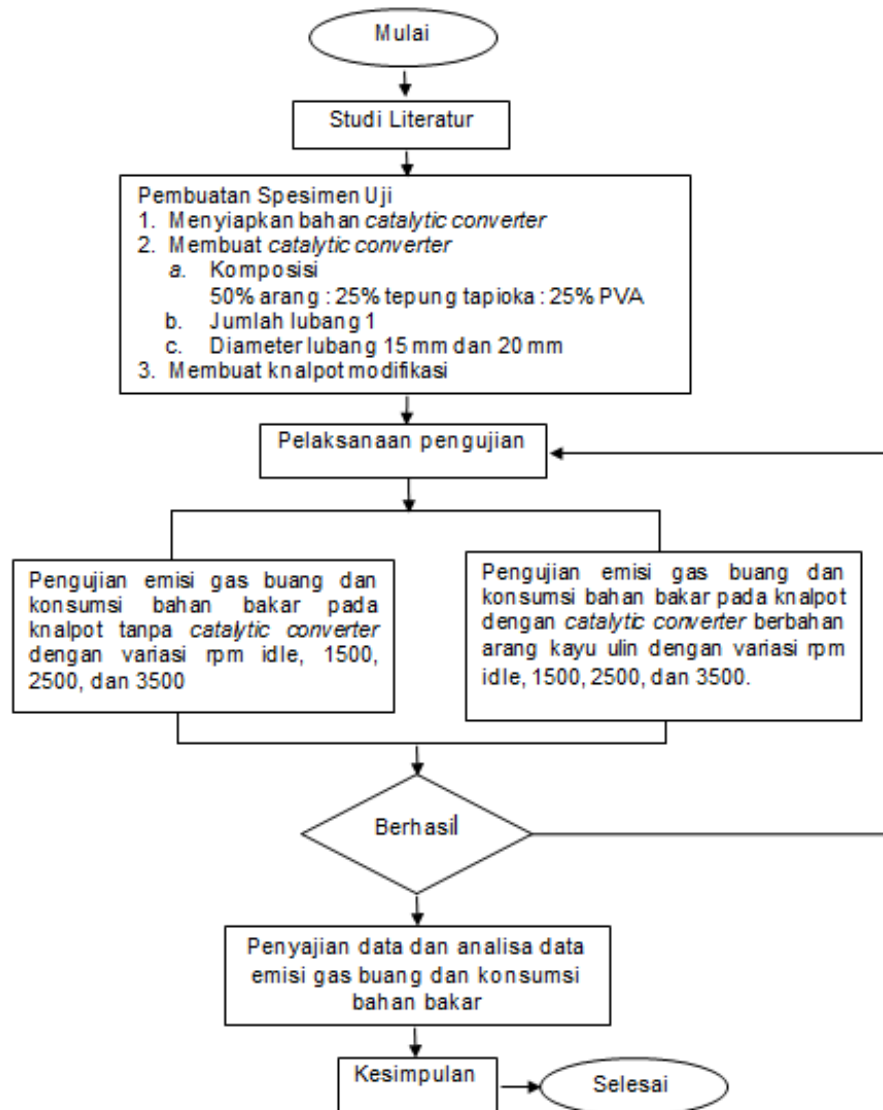 Mulai
Studi Literatur
Pembuatan Spesimen Uji
1. Menyiapkan bahan catalytic converter
2. Membuat catalytic converter
a. Komposisi
50% arang : 25% tepung tapioka : 25% PVA
b. Jumlah lubang 1
c. Diameter lubang 15 mm dan 20 mm
3. Membuat knalpot modifikasi
Pelaksanaan pengujian
Pengujian emisi gas buang dan
konsumsi bahan bakar pada
knalpot tanpa catalytic converter
dengan variasi rpm idle, 1500,
2500, dan 3500
Pengujian emisi gas buang dan
konsumsi bahan bakar pada knalpot
dengan catalytic converter berbahan
arang kayu ulin dengan variasi rpm
idle, 1500, 2500, dan 3500.
Berhasil
Penyajian data dan analisa data
emisi gas buang dan konsumsi
bahan bakar
Kesimpulan
Selesai